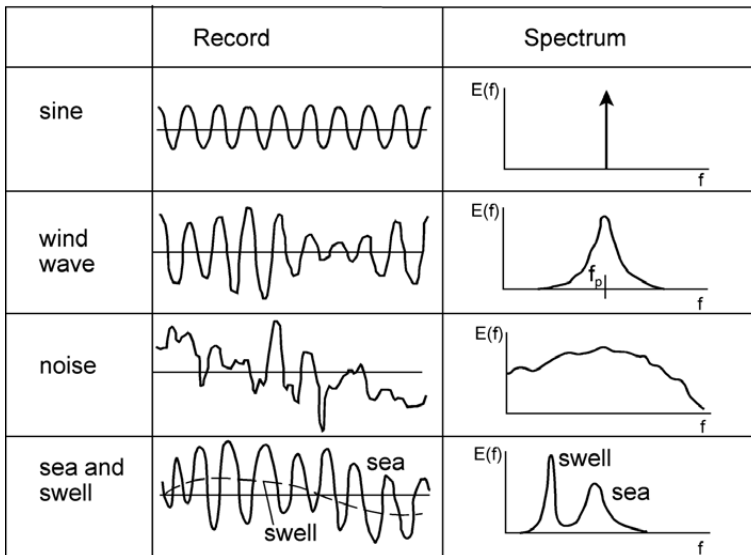 Record Spectrum
sine
E(f)
f
wind
wave
E(f)
fp
f
noise
E(f)
f
sea and
swell
sea
swell
E(f)
swell
sea
f